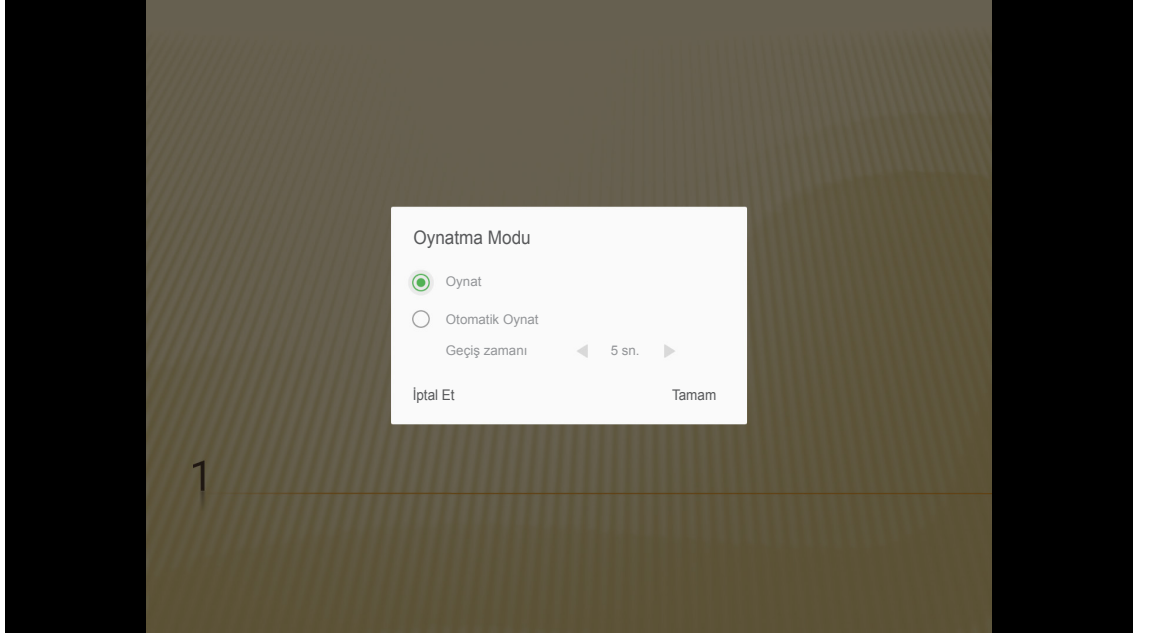 Oynatma Modu
Oynat
Otomatik Oynat
Geçiş zamanı 5 sn.
İptal Et Tamam
1